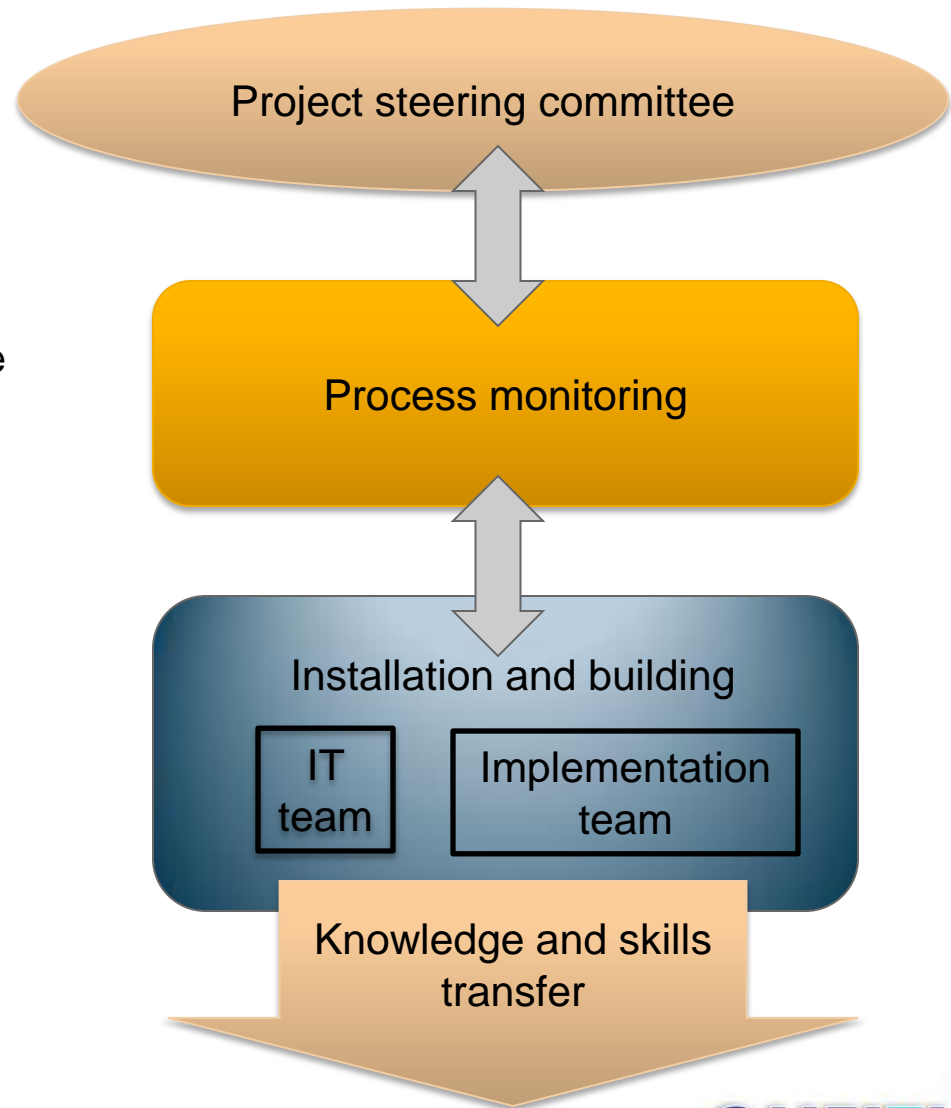 Project steering committee
e
Process monitoring
Installation and building
IT
team
Implementation
team
Knowledge and skills
transfer